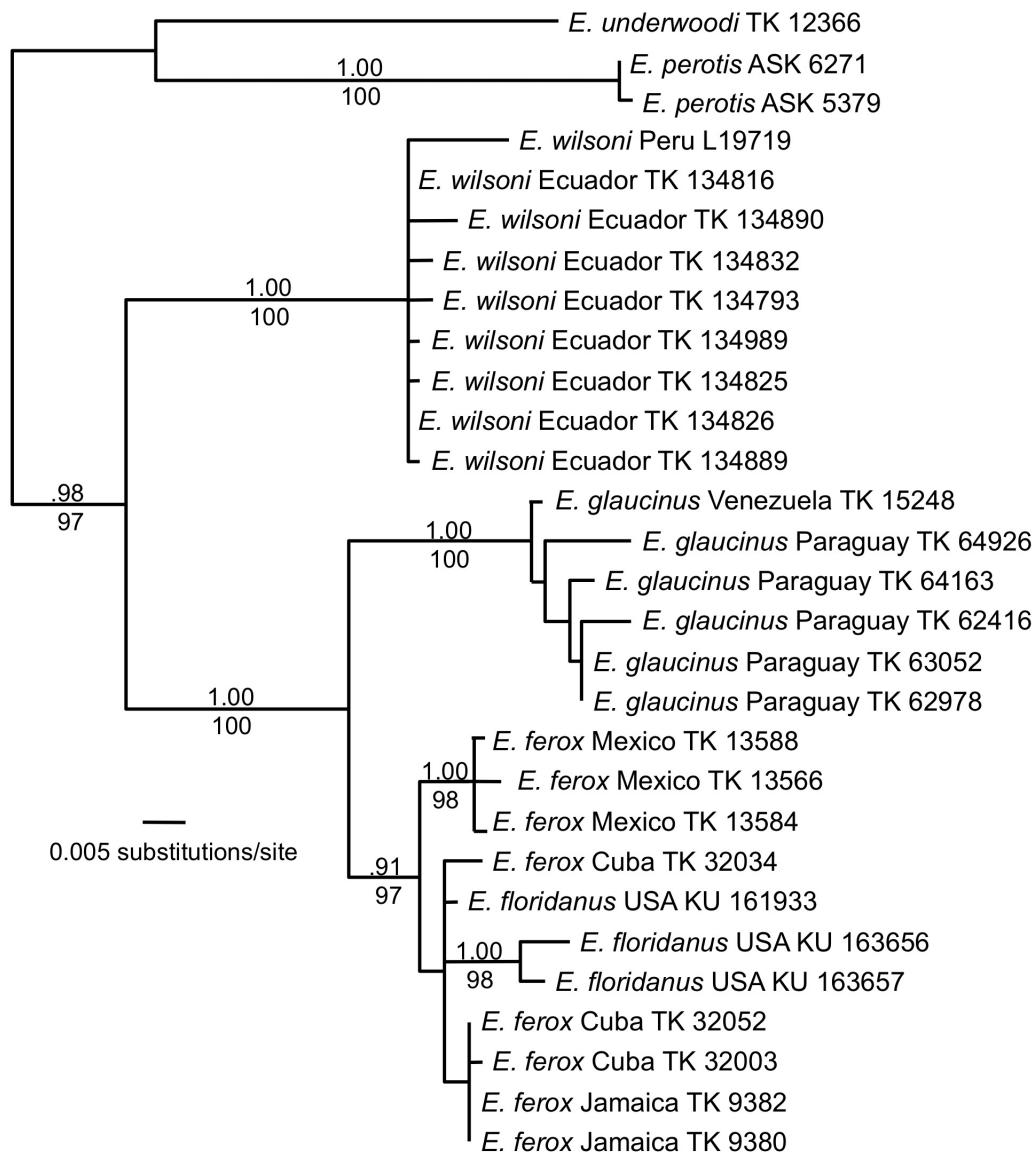 E. underwoodi TK 12366
1.00
E. perotis ASK 6271
100
E. perotis ASK 5379
E. wilsoni Peru L19719
E. wilsoni Ecuador TK 134816
E. wilsoni Ecuador TK 134890
E. wilsoni Ecuador TK 134832
1.00
E. wilsoni Ecuador TK 134793
100
E. wilsoni Ecuador TK 134989
E. wilsoni Ecuador TK 134825
E. wilsoni Ecuador TK 134826
E. wilsoni Ecuador TK 134889
.98
97
E. glaucinus Venezuela TK 15248
1.00
100
E. glaucinus Paraguay TK 64926
E. glaucinus Paraguay TK 64163
E. glaucinus Paraguay TK 62416
E. glaucinus Paraguay TK 63052
1.00
100
E. glaucinus Paraguay TK 62978
E. ferox Mexico TK 13588
1.00
98
E. ferox Mexico TK 13566
E. ferox Mexico TK 13584
0.005 substitutions/site
.91
97
E. ferox Cuba TK 32034
E. floridanus USA KU 161933
1.00
98
E. floridanus USA KU 163656
E. floridanus USA KU 163657
E. ferox Cuba TK 32052
E. ferox Cuba TK 32003
E. ferox Jamaica TK 9382
E. ferox Jamaica TK 9380